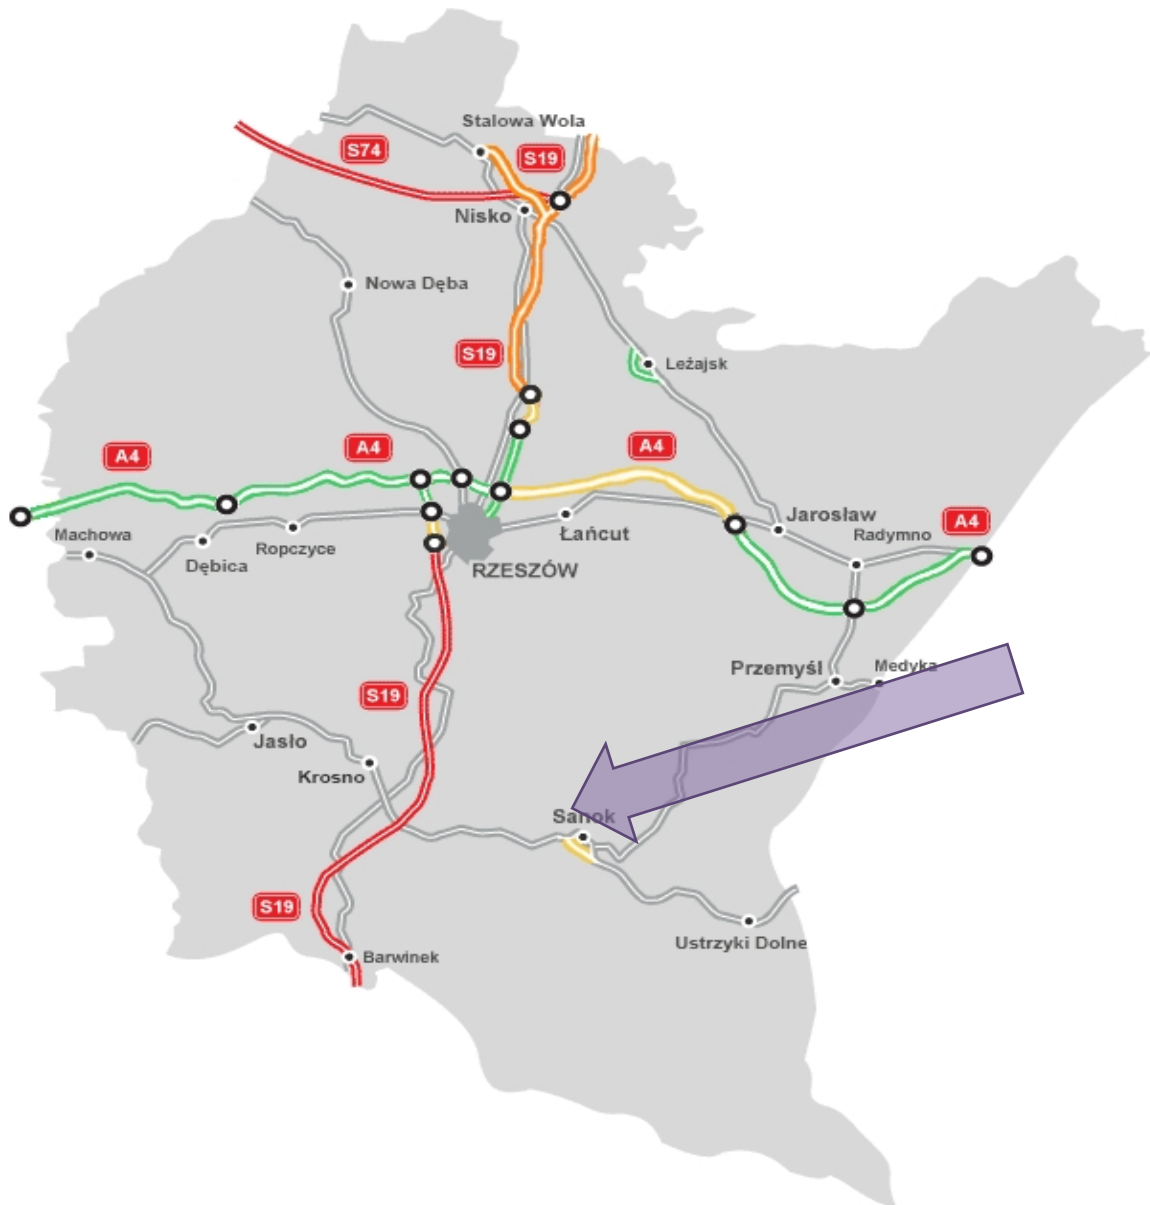 Stalowa Wola
S74
S19
Nisko
Nowa Dęba
S19
Leżajsk
A4
A4
A4
Machowa
Dębica
Ropczyce
Łańcut
Jarosław
A4
Radymno
RZESZÓW
Przemyśl
Medyka
S19
Jasło
Krosno
Sanok
S19
Barwinek
Ustrzyki Dolne